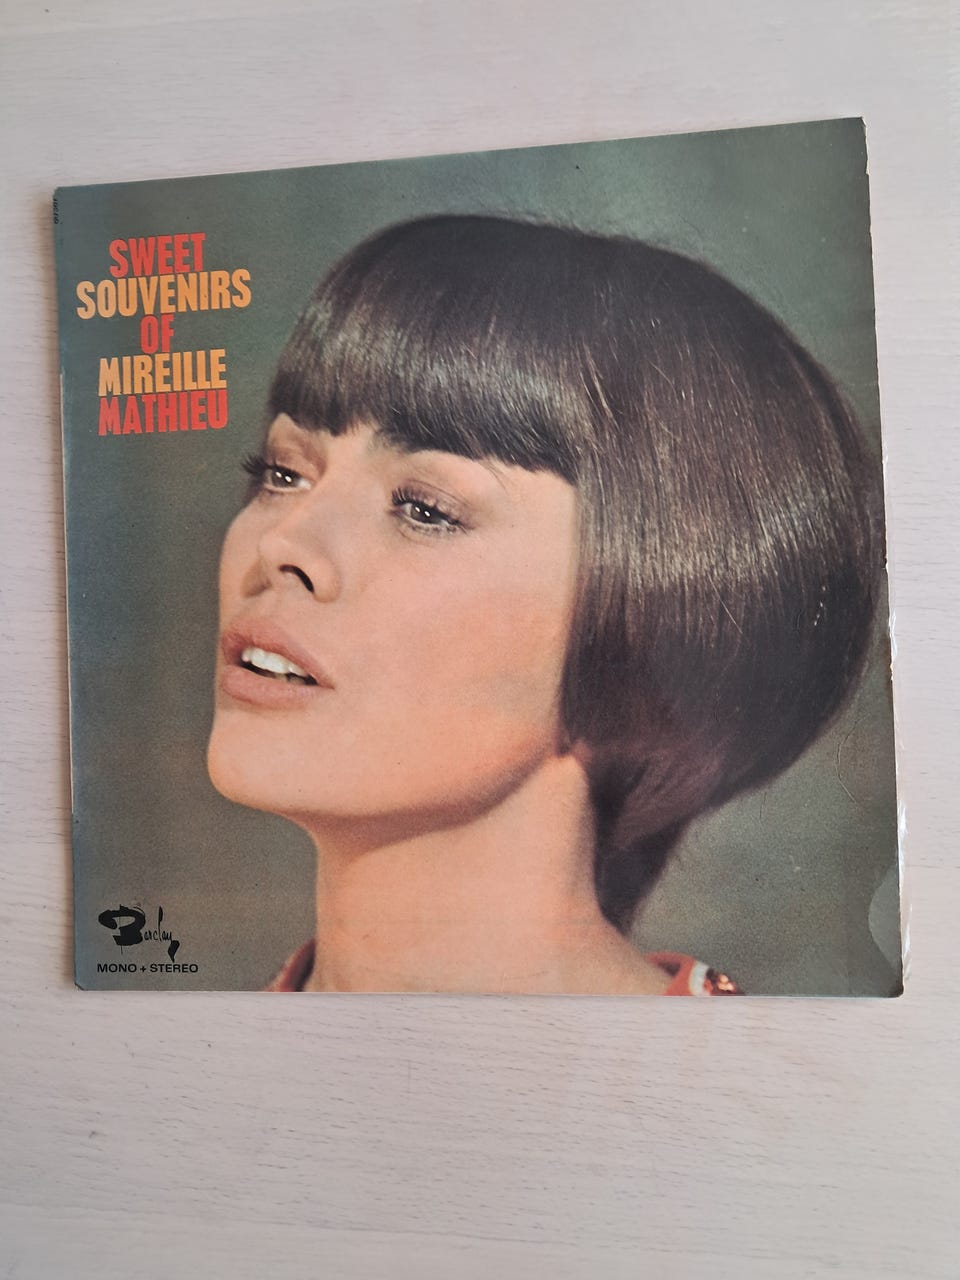 SWEET
SOUVENIRS
OF
MIREILLE
MATHIEU
Barclay
MONO + STEREO